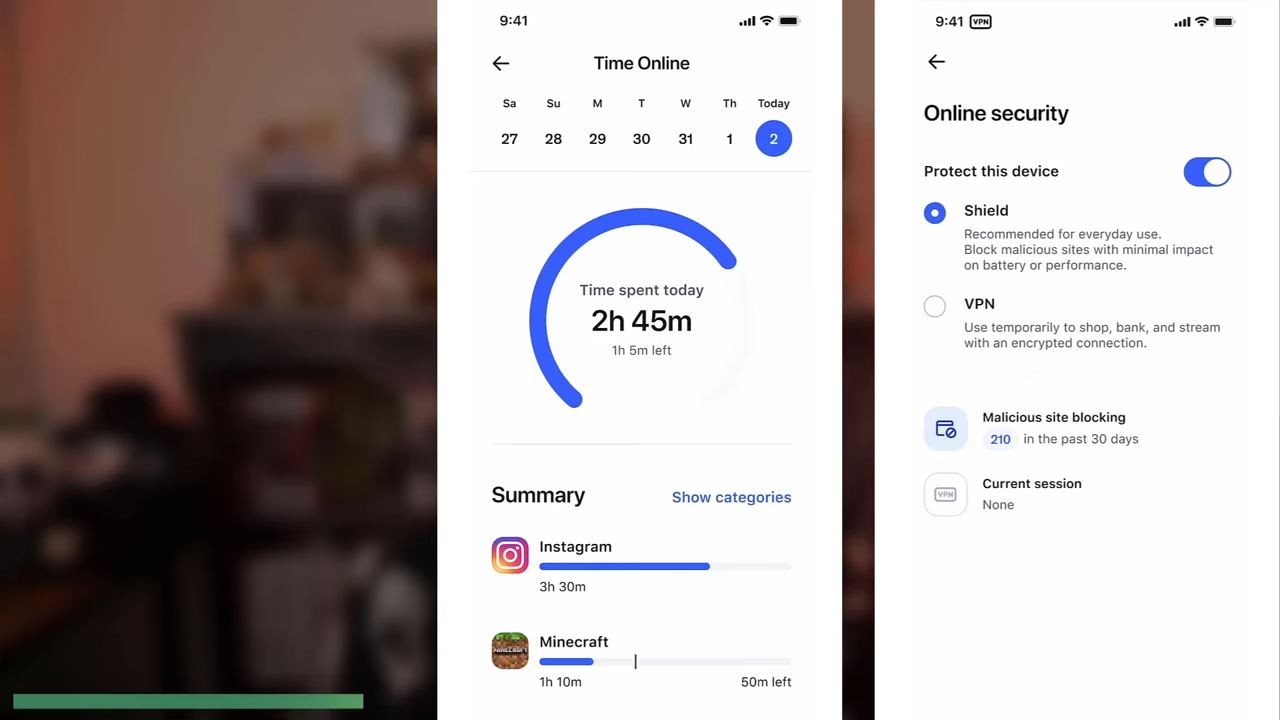 9:41
Time Online
Sa Su M T W Th Today
27 28 29 30 31 1 2
Time spent today
2h 45m
1h 5m left
Summary
Show categories
Instagram
3h 30m
MINECRAFT
Minecraft
1h 10m
50m left
9:41 VPN
Online security
Protect this device
Shield
Recommended for everyday use.
Block malicious sites with minimal impact
on battery or performance.
VPN
Use temporarily to shop, bank, and stream
with an encrypted connection.
Malicious site blocking
210 in the past 30 days
VPN
Current session
None